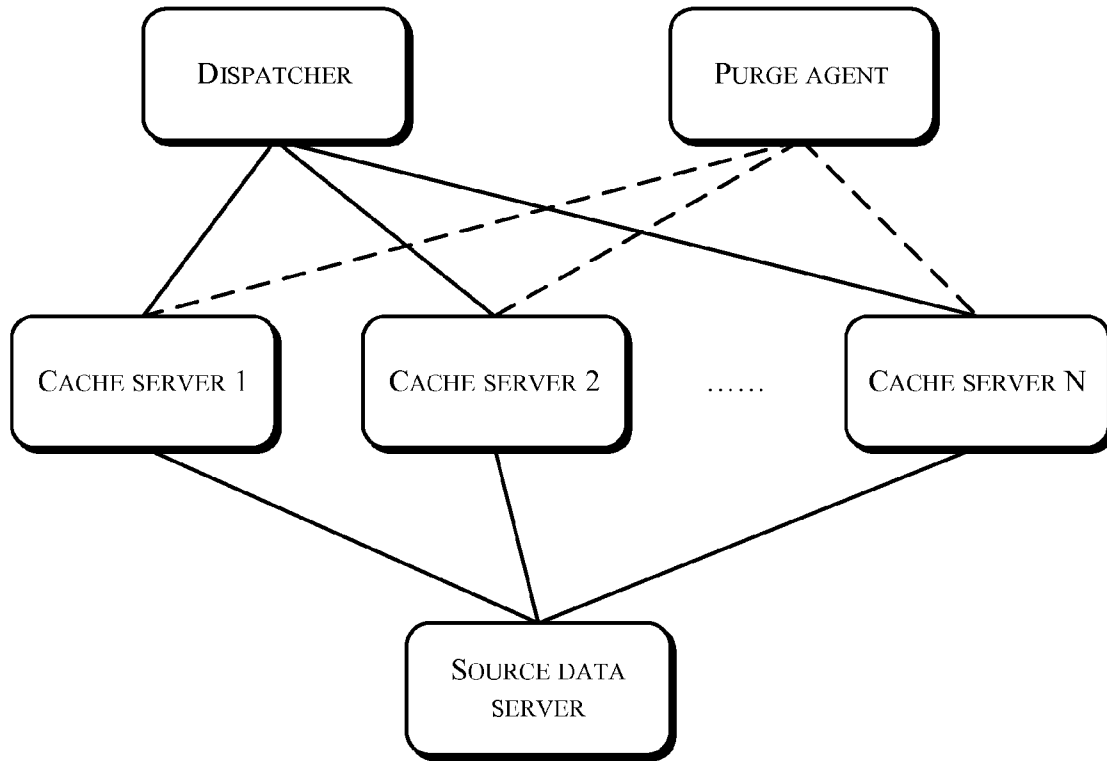 DISPATCHER
PURGE AGENT
CACHE SERVER 1
CACHE SERVER 2
......
CACHE SERVER N
SOURCE DATA
SERVER